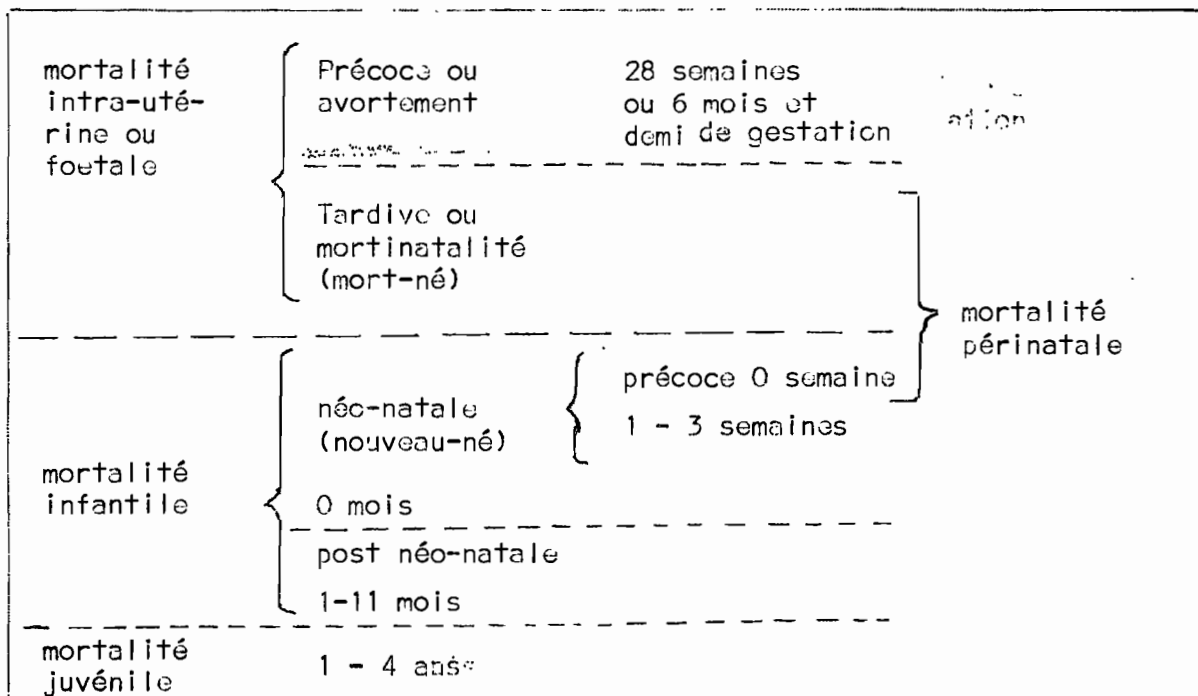 mortalité
intra-uté-
rine ou
foetale
Précoce ou
avortement
28 semaines
ou 6 mois et
demi de gestation
Tardive ou
mortinatalité
(mort-né)
mortalité
périnatale
mortalité
infantile
néo-natale
(nouveau-né)
précoce 0 semaine
1 - 3 semaines
0 mois
post néo-natale
1-11 mois
mortalité
juvénile
1 - 4 ans